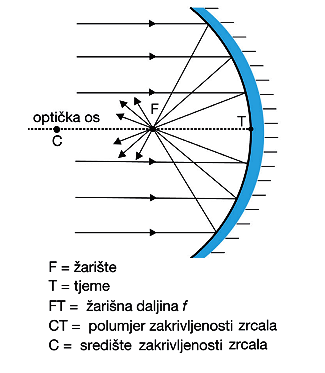 F
optička os
T
C
F = žarište
T = tjeme
FT = žarišna daljina f
CT = polumjer zakrivljenosti zrcala
C = središte zakrivljenosti zrcala